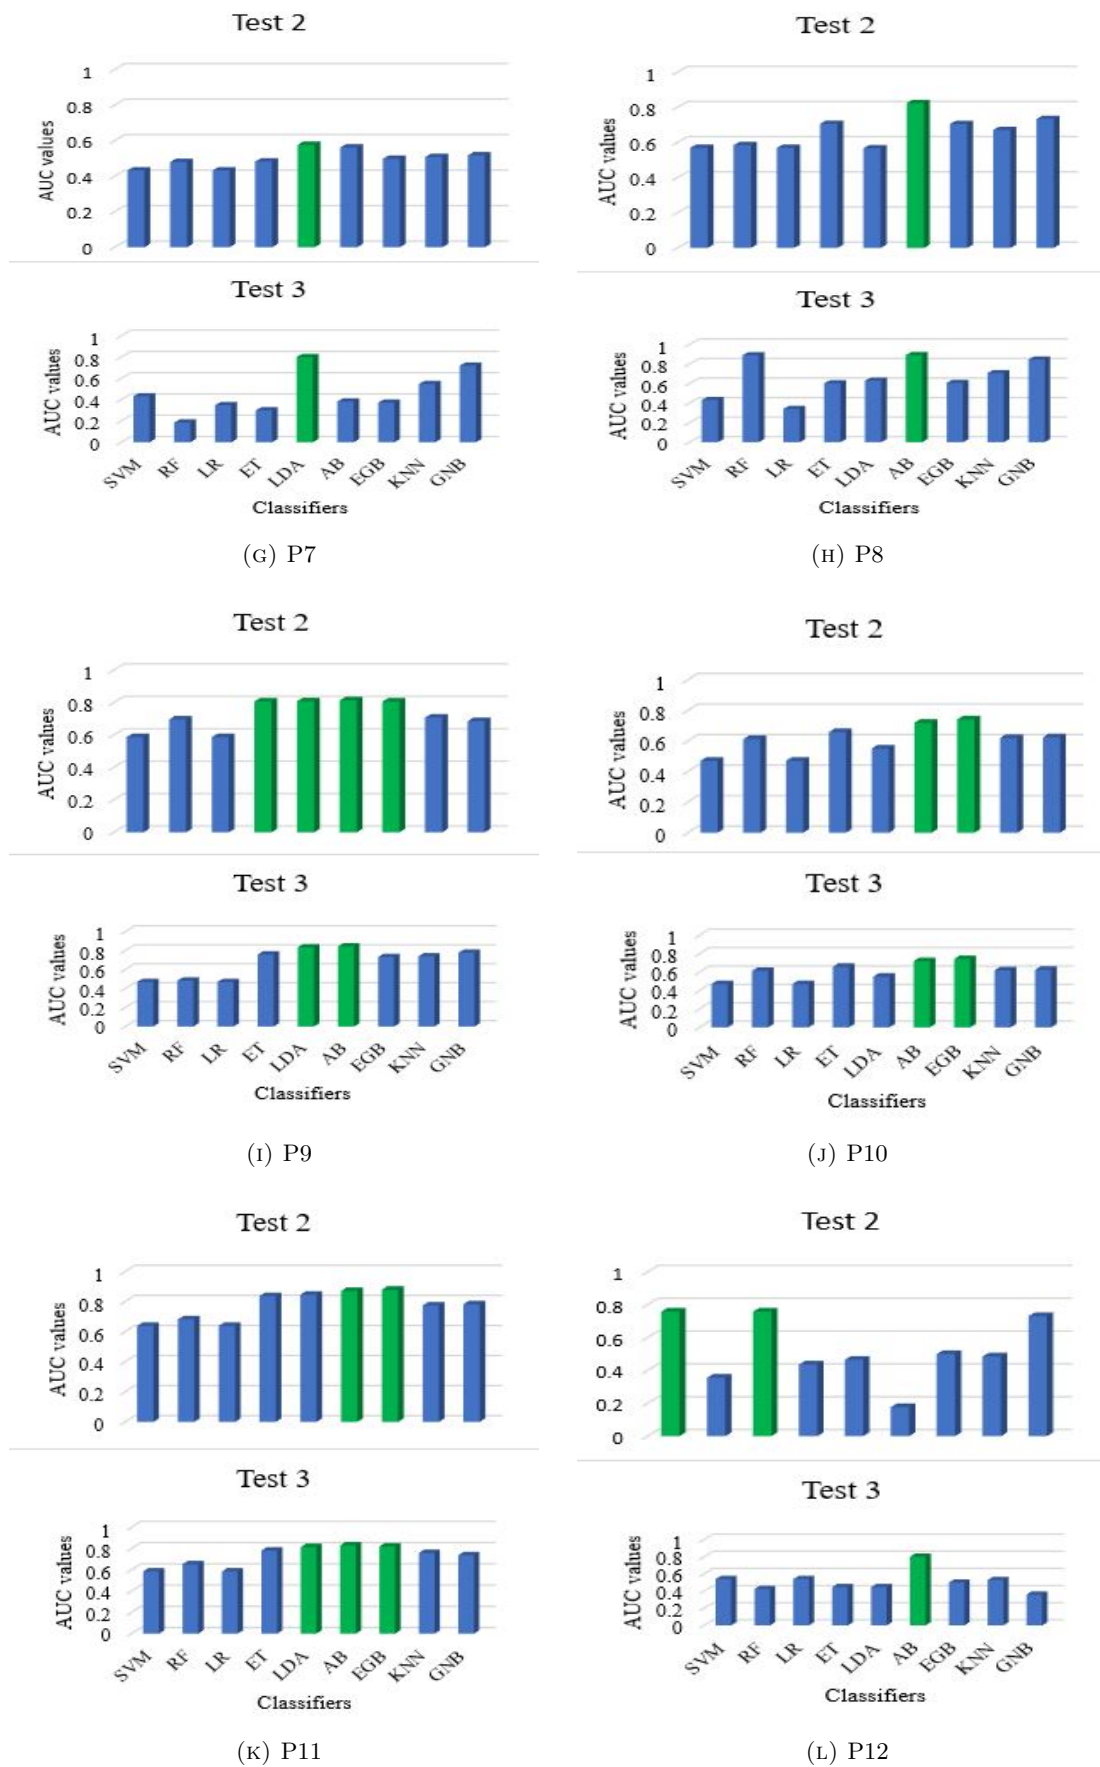 Test 2
AUC values
1
0.8
0.6
0.4
0.2
0
Test 3
AUC values
1
0.8
0.6
0.4
0.2
0
SVM RF LR ET LDA AB EGB KNN GNB
Classifiers
(G) P7
Test 2
AUC values
1
0.8
0.6
0.4
0.2
0
Test 3
AUC values
1
0.8
0.6
0.4
0.2
0
SVM RF LR ET LDA AB EGB KNN GNB
Classifiers
(H) P8
Test 2
AUC values
1
0.8
0.6
0.4
0.2
0
Test 3
AUC values
1
0.8
0.6
0.4
0.2
0
SVM RF LR ET LDA AB EGB KNN GNB
Classifiers
(I) P9
Test 2
AUC values
1
0.8
0.6
0.4
0.2
0
Test 3
AUC values
1
0.8
0.6
0.4
0.2
0
SVM RF LR ET LDA AB EGB KNN GNB
Classifiers
(J) P10
Test 2
AUC values
1
0.8
0.6
0.4
0.2
0
Test 3
AUC values
1
0.8
0.6
0.4
0.2
0
SVM RF LR ET LDA AB EGB KNN GNB
Classifiers
(K) P11
Test 2
1
0.8
0.6
0.4
0.2
0
Test 3
AUC values
1
0.8
0.6
0.4
0.2
0
SVM RF LR ET LDA AB EGB KNN GNB
Classifiers
(L) P12